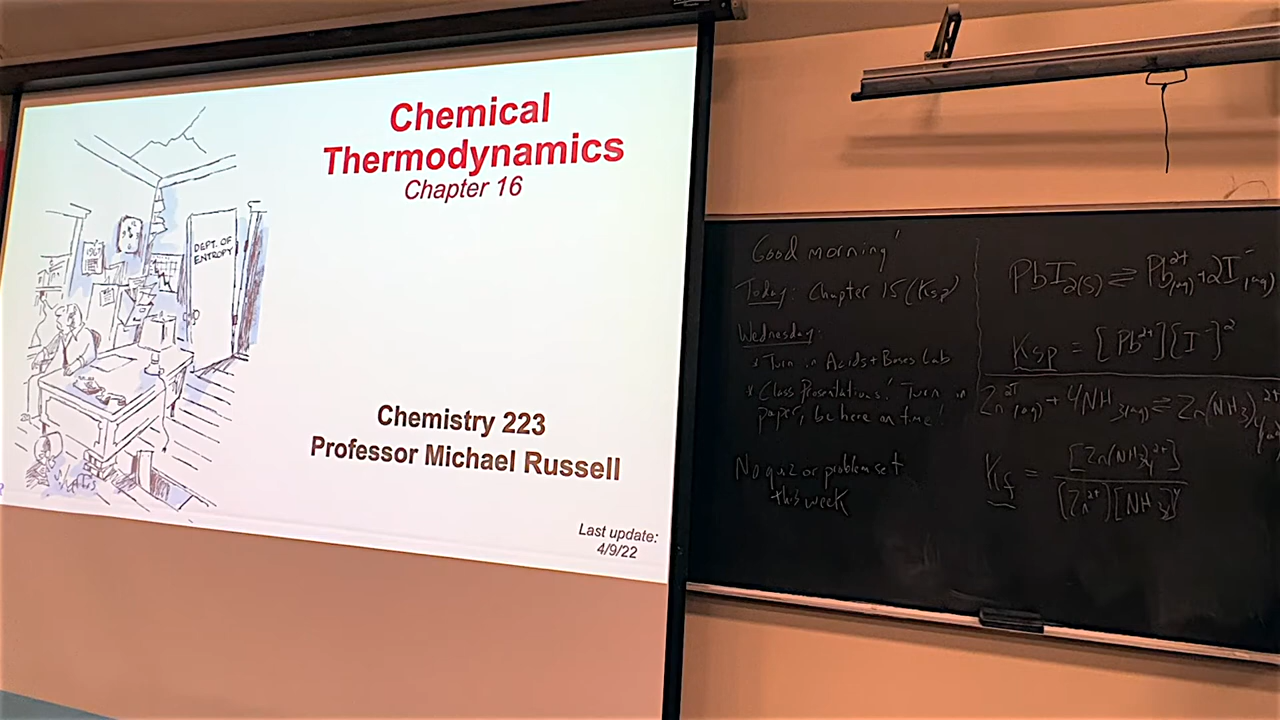 Chemical
Thermodynamics
Chapter 16
DEPT. OF
ENTROPY
Chemistry 223
Professor Michael Russell
Last update:
4/9/22
Good morning!
Today: Chapter 15 (Ksp)
Wednesday:
* Turn in Acids + Bases Lab
* Class Presentations! Turn in
paper, be here on time!
No quiz or problem set
this week
PbI₂(s) ⇌ Pb²⁺(aq) + 2I⁻(aq)
Ksp = [Pb²⁺][I⁻]²
Zn²⁺(aq) + 4NH₃(aq) ⇌ Zn(NH₃)₄²⁺(aq)
Kf = [Zn(NH₃)₄²⁺]
[Zn²⁺][NH₃]⁴